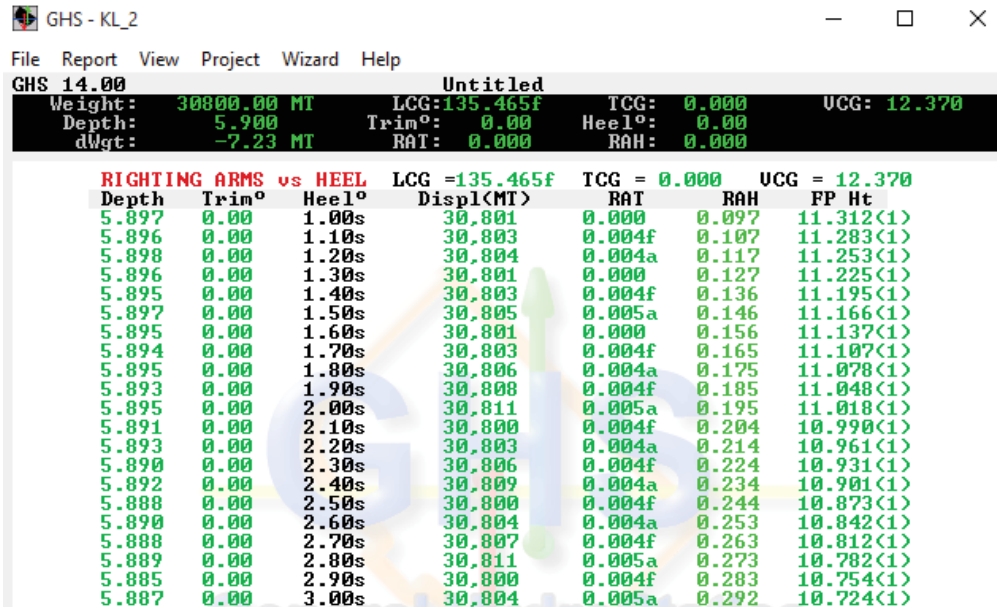 GHS - KL_2
File Report View Project Wizard Help
GHS 14.00 Untitled
Weight: 30800.00 MT LCG:135.465f TCG: 0.000 VCG: 12.370
Depth: 5.900 Trimº: 0.00 Heelº: 0.00
dWgt: -7.23 MT RAT: 0.000 RAH: 0.000
RIGHTING ARMS vs HEEL LCG =135.465f TCG = 0.000 VCG = 12.370
Depth Trimº Heelº Displ(MT) RAT RAH FP Ht
5.897 0.00 1.00s 30,801 0.000 0.097 11.312(1)
5.896 0.00 1.10s 30,803 0.004f 0.107 11.283(1)
5.898 0.00 1.20s 30,804 0.004a 0.117 11.253(1)
5.896 0.00 1.30s 30,801 0.000 0.127 11.225(1)
5.895 0.00 1.40s 30,803 0.004f 0.136 11.195(1)
5.897 0.00 1.50s 30,805 0.005a 0.146 11.166(1)
5.895 0.00 1.60s 30,801 0.000 0.156 11.137(1)
5.894 0.00 1.70s 30,803 0.004f 0.165 11.107(1)
5.895 0.00 1.80s 30,806 0.004a 0.175 11.078(1)
5.893 0.00 1.90s 30,808 0.004f 0.185 11.048(1)
5.895 0.00 2.00s 30,811 0.005a 0.195 11.018(1)
5.891 0.00 2.10s 30,800 0.004f 0.204 10.990(1)
5.893 0.00 2.20s 30,803 0.004a 0.214 10.961(1)
5.890 0.00 2.30s 30,806 0.004f 0.224 10.931(1)
5.892 0.00 2.40s 30,809 0.004a 0.234 10.901(1)
5.888 0.00 2.50s 30,800 0.004f 0.244 10.873(1)
5.890 0.00 2.60s 30,804 0.004a 0.253 10.842(1)
5.888 0.00 2.70s 30,807 0.004f 0.263 10.812(1)
5.889 0.00 2.80s 30,811 0.005a 0.273 10.782(1)
5.885 0.00 2.90s 30,800 0.004f 0.283 10.754(1)
5.887 0.00 3.00s 30,804 0.005a 0.292 10.724(1)
GHS